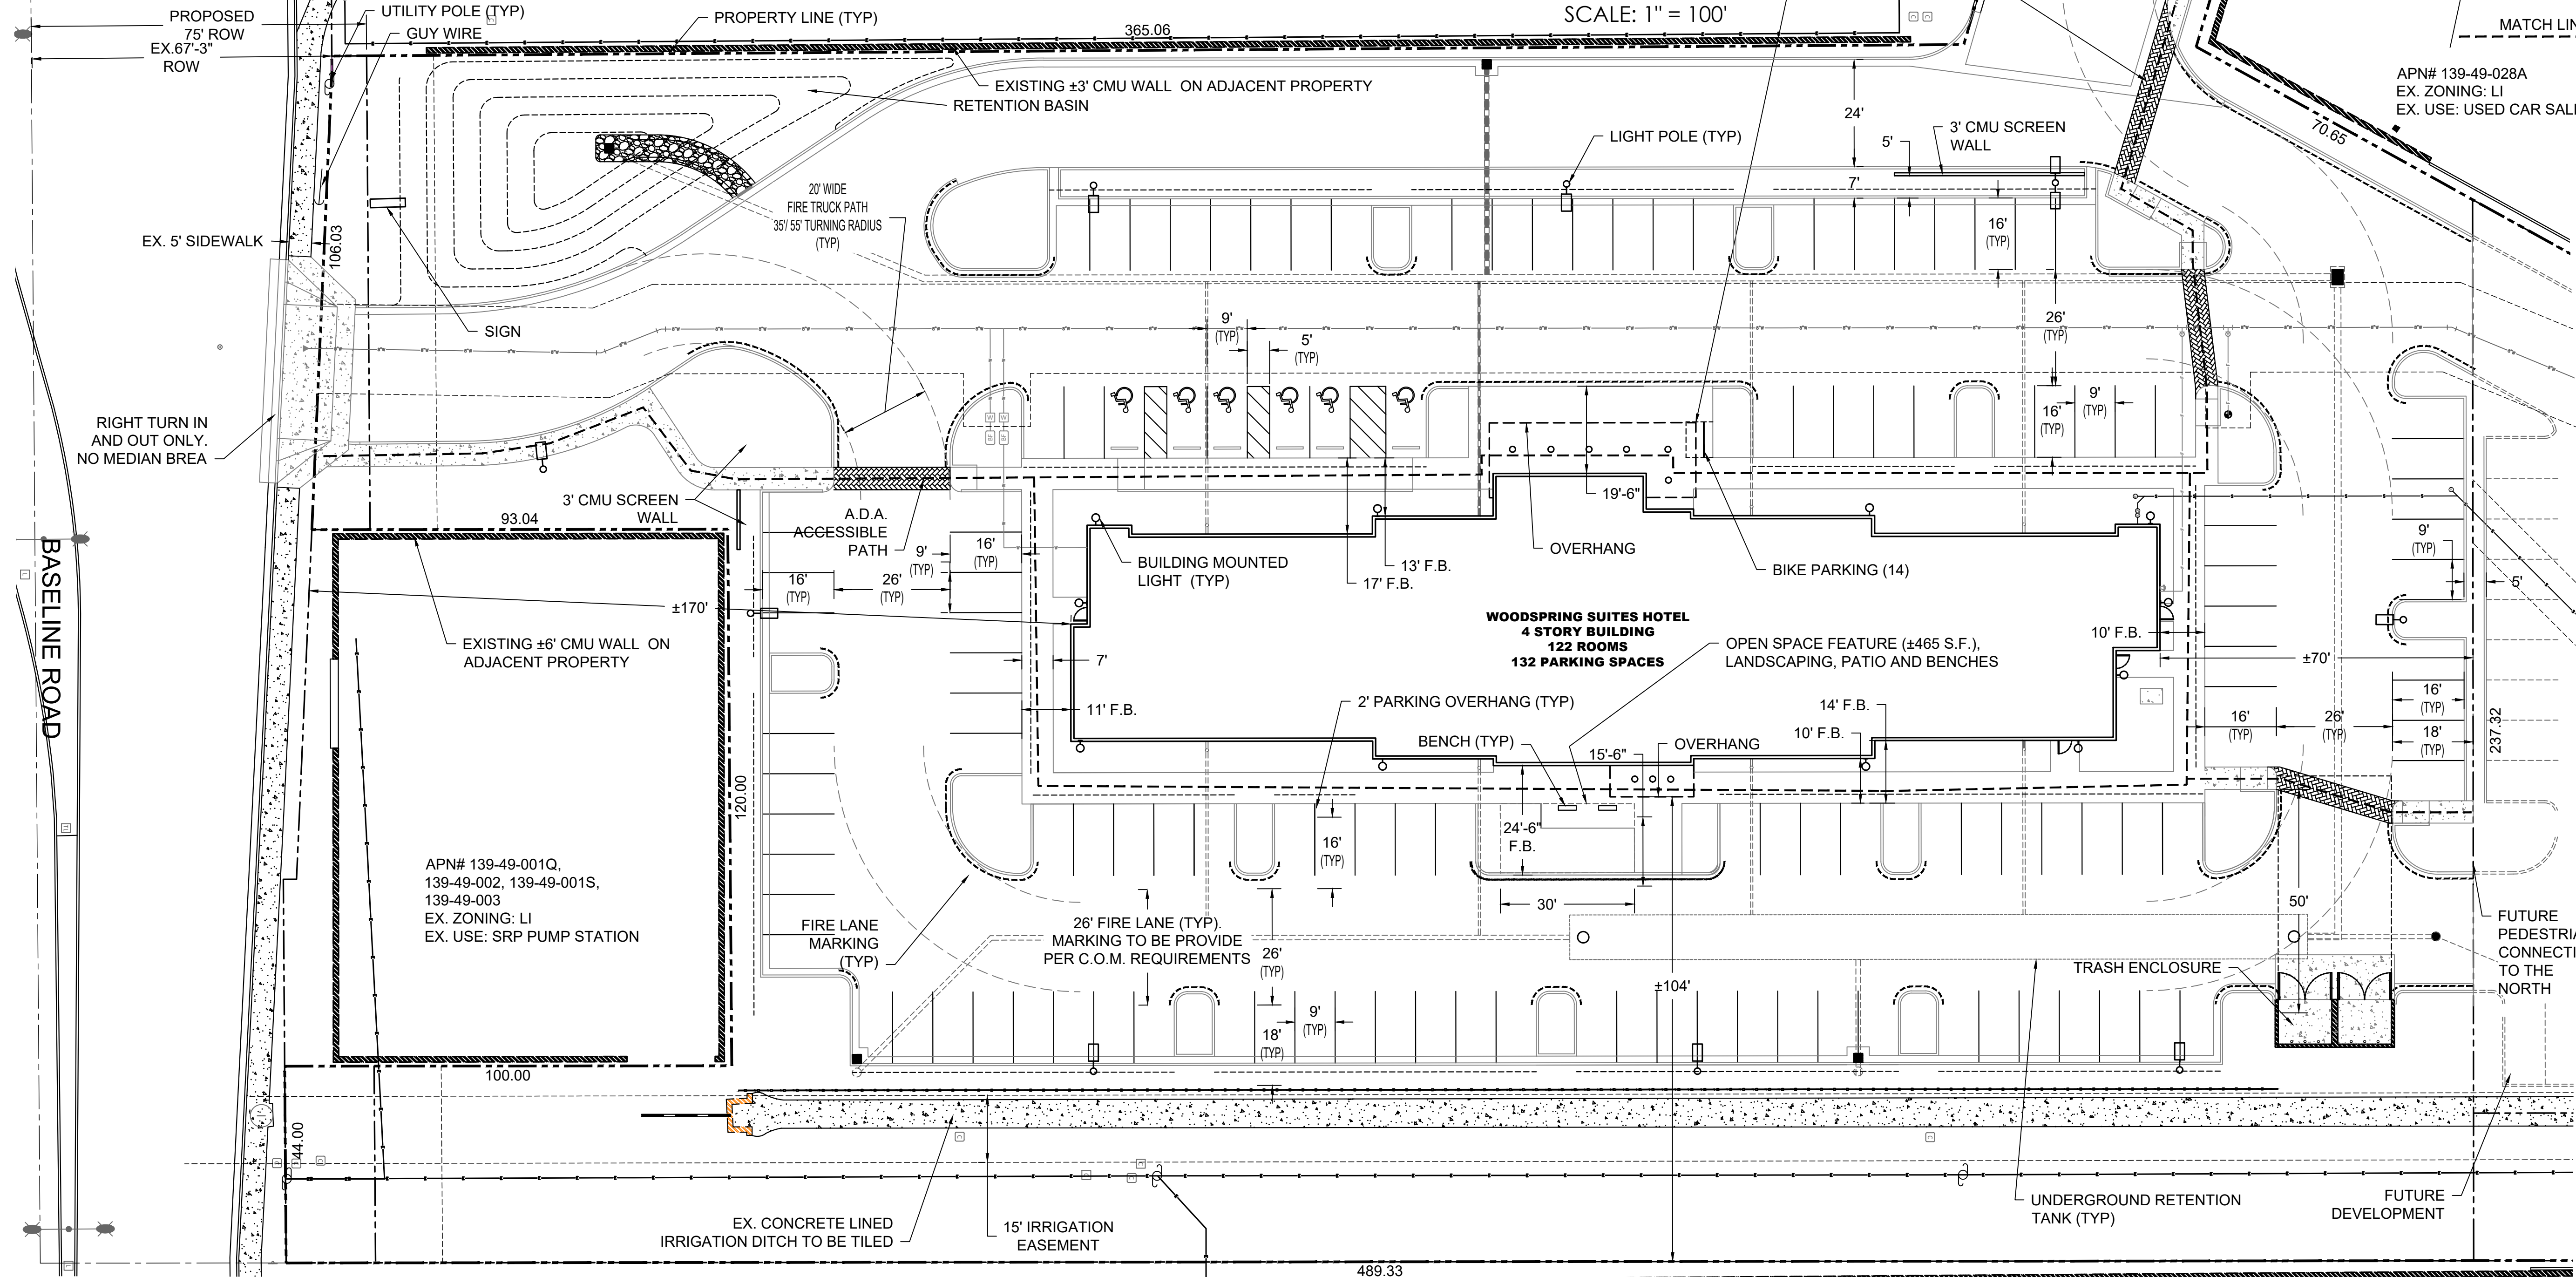 PROPOSED
75' ROW
EX.67'-3"
ROW
UTILITY POLE (TYP)
GUY WIRE
PROPERTY LINE (TYP)
365.06
SCALE: 1" = 100'
EXISTING ±3' CMU WALL  ON ADJACENT PROPERTY
RETENTION BASIN
24'
LIGHT POLE (TYP)
5'
3' CMU SCREEN
WALL
7'
16'
(TYP)
APN# 139-49-028A
EX. ZONING: LI
70.65
20' WIDE
FIRE TRUCK PATH
35'/ 55' TURNING RADIUS
(TYP)
EX. 5' SIDEWALK
106.03
SIGN
9'
(TYP)
5'
(TYP)
26'
(TYP)
16'
(TYP)
9'
(TYP)
RIGHT TURN IN
AND OUT ONLY.
NO MEDIAN BREA
3' CMU SCREEN
WALL
93.04
A.D.A.
ACCESSIBLE
PATH
9'
(TYP)
16'
(TYP)
16'
(TYP)
26'
(TYP)
BUILDING MOUNTED
LIGHT  (TYP)
13' F.B.
17' F.B.
19'-6"
OVERHANG
BIKE PARKING (14)
9'
(TYP)
5'
BASELINE ROAD
±170'
EXISTING ±6' CMU WALL  ON
ADJACENT PROPERTY
7'
11' F.B.
WOODSPRING SUITES HOTEL
4 STORY BUILDING
122 ROOMS
132 PARKING SPACES
OPEN SPACE FEATURE (±465 S.F.),
LANDSCAPING, PATIO AND BENCHES
10' F.B.
±70'
2' PARKING OVERHANG (TYP)
14' F.B.
10' F.B.
BENCH (TYP)
15'-6"
OVERHANG
16'
(TYP)
26'
(TYP)
16'
(TYP)
18'
(TYP)
237.32
120.00
16'
(TYP)
24'-6"
F.B.
30'
APN# 139-49-001Q,
139-49-002, 139-49-001S,
139-49-003
EX. ZONING: LI
EX. USE: SRP PUMP STATION
FIRE LANE
MARKING
(TYP)
26' FIRE LANE (TYP).
MARKING TO BE PROVIDE
PER C.O.M. REQUIREMENTS
26'
(TYP)
9'
(TYP)
18'
(TYP)
±104'
50'
TRASH ENCLOSURE
FUTURE
TO THE
NORTH
100.00
44.00
EX. CONCRETE LINED
IRRIGATION DITCH TO BE TILED
15' IRRIGATION
EASEMENT
UNDERGROUND RETENTION
TANK (TYP)
FUTURE
DEVELOPMENT
489.33
MATCH
EX. USE: USED CAR